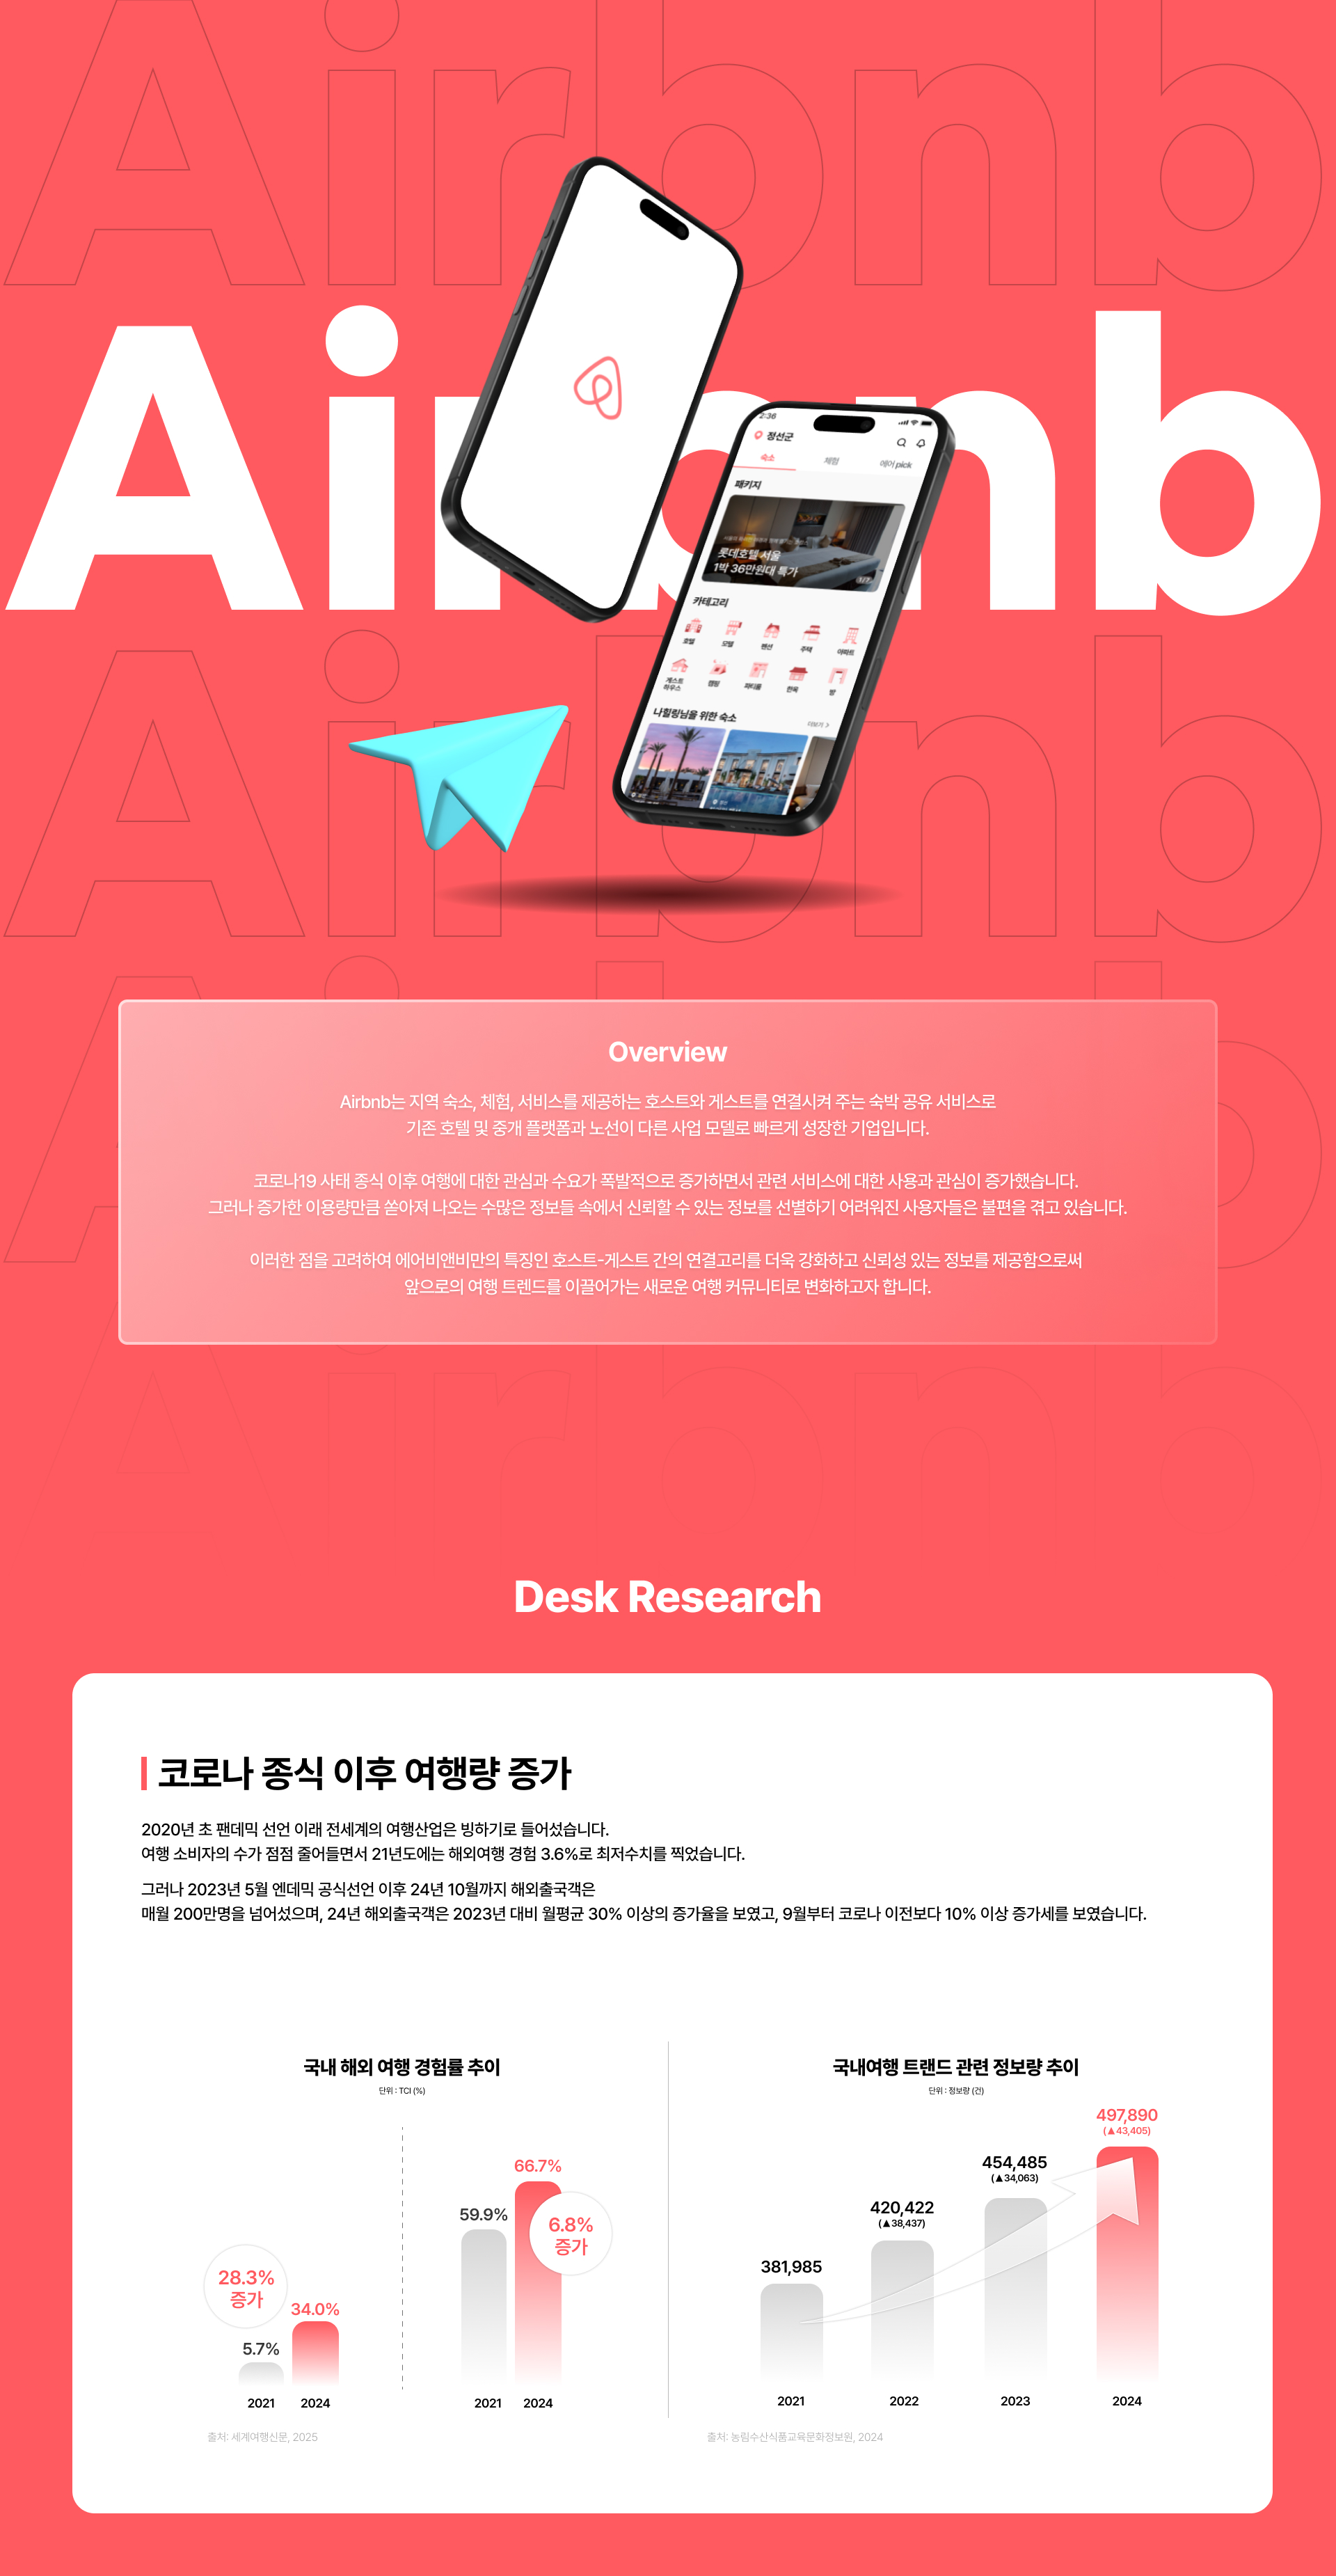 Airbnb
Airbnb
2:36
정선군
숙소 체험 에어 pick
패키지
롯데호텔 서울
1박 36만원대 특가
1/7
카테고리
호텔 모텔 펜션 주택 아파트
게스트
하우스 캠핑 파티룸 한옥 방
나힐링님을 위한 숙소 더보기 >
Airbnb
Airbnb
Overview
Airbnb는 지역 숙소, 체험, 서비스를 제공하는 호스트와 게스트를 연결시켜 주는 숙박 공유 서비스로
기존 호텔 및 중개 플랫폼과 노선이 다른 사업 모델로 빠르게 성장한 기업입니다.
코로나19 사태 종식 이후 여행에 대한 관심과 수요가 폭발적으로 증가하면서 관련 서비스에 대한 사용과 관심이 증가했습니다.
그러나 증가한 이용량만큼 쏟아져 나오는 수많은 정보들 속에서 신뢰할 수 있는 정보를 선별하기 어려워진 사용자들은 불편을 겪고 있습니다.
이러한 점을 고려하여 에어비앤비만의 특징인 호스트-게스트 간의 연결고리를 더욱 강화하고 신뢰성 있는 정보를 제공함으로써
앞으로의 여행 트렌드를 이끌어가는 새로운 여행 커뮤니티로 변화하고자 합니다.
Airbnb
Desk Research
코로나 종식 이후 여행량 증가
2020년 초 팬데믹 선언 이래 전세계의 여행산업은 빙하기로 들어섰습니다.
여행 소비자의 수가 점점 줄어들면서 21년도에는 해외여행 경험 3.6%로 최저수치를 찍었습니다.
그러나 2023년 5월 엔데믹 공식선언 이후 24년 10월까지 해외출국객은
매월 200만명을 넘어섰으며, 24년 해외출국객은 2023년 대비 월평균 30% 이상의 증가율을 보였고, 9월부터 코로나 이전보다 10% 이상 증가세를 보였습니다.
국내 해외 여행 경험률 추이
단위 : TCI (%)
28.3%
증가
5.7%
34.0%
2021 2024
59.9%
66.7%
6.8%
증가
2021 2024
출처: 세계여행신문, 2025
국내여행 트랜드 관련 정보량 추이
단위 : 정보량 (건)
381,985
420,422
(▲38,437)
454,485
(▲34,063)
497,890
(▲43,405)
2021 2022 2023 2024
출처: 농림수산식품교육문화정보원, 2024